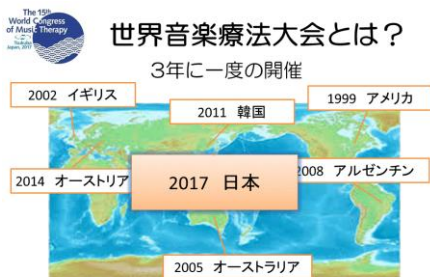 The 15th
World Congress
of Music Therapy
Tsukuba
Japan, 2017
世界音楽療法大会とは？
3年に一度の開催
2002 イギリス
2011 韓国
1999 アメリカ
2014 オーストリア
2017 日本
2008 アルゼンチン
2005 オーストラリア